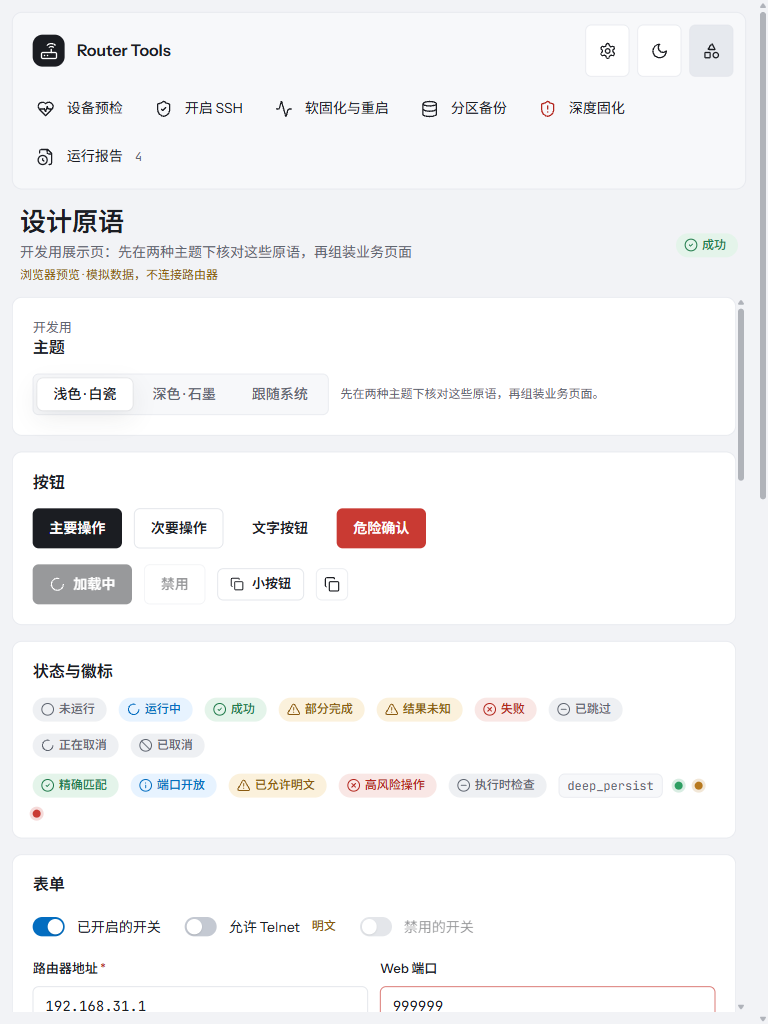 Router Tools
设备预检 开启 SSH 软固化与重启 分区备份 深度固化
运行报告 4
设计原语
开发用展示页：先在两种主题下核对这些原语，再组装业务页面
浏览器预览·模拟数据，不连接路由器
成功
开发用
主题
浅色·白瓷 深色·石墨 跟随系统 先在两种主题下核对这些原语，再组装业务页面。
按钮
主要操作 次要操作 文字按钮 危险确认
加载中 禁用 小按钮
状态与徽标
未运行 运行中 成功 部分完成 结果未知 失败 已跳过
正在取消 已取消
精确匹配 端口开放 已允许明文 高风险操作 执行时检查 deep_persist
表单
已开启的开关 允许 Telnet 明文 禁用的开关
路由器地址* Web 端口
192.168.31.1 999999